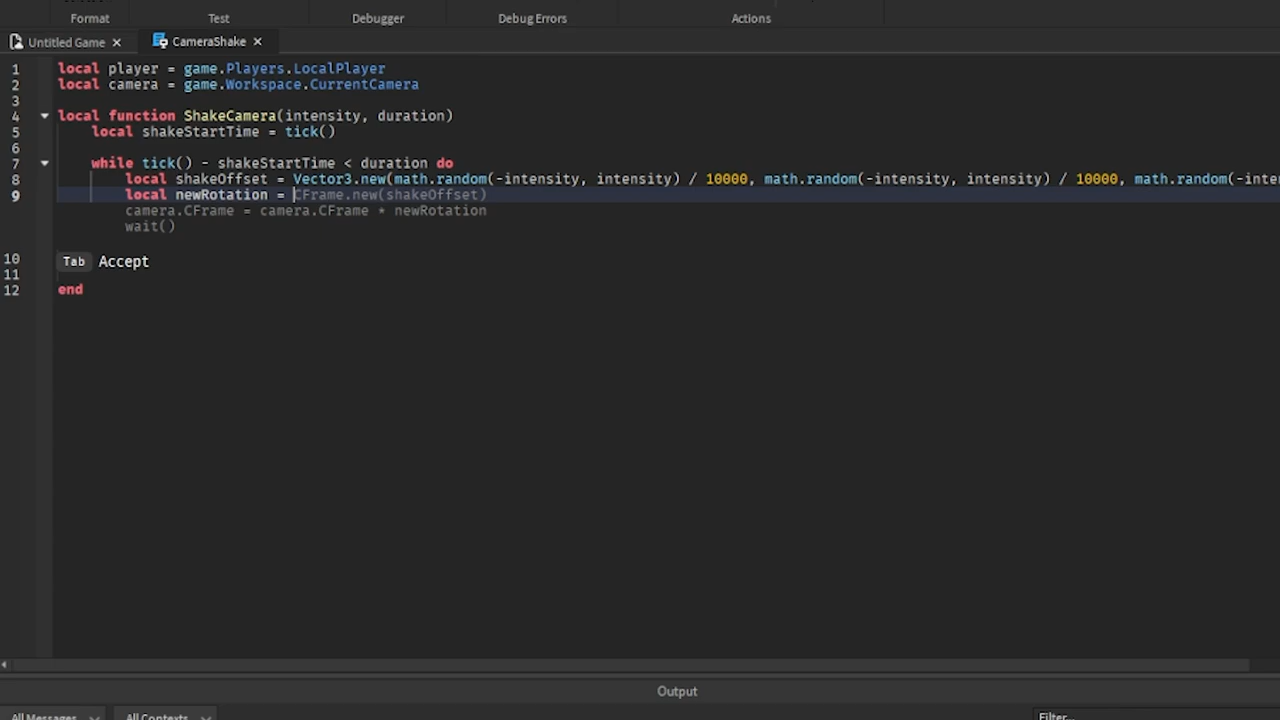 Format Test Debugger Debug Errors Actions
Untitled Game CameraShake
1 local player = game.Players.LocalPlayer
2 local camera = game.Workspace.CurrentCamera
3
4 local function ShakeCamera(intensity, duration)
5 local shakeStartTime = tick()
6
7 while tick() - shakeStartTime < duration do
8 local shakeOffset = Vector3.new(math.random(-intensity, intensity) / 10000, math.random(-intensity, intensity) / 10000, math.random(-inte
9 local newRotation = CFrame.new(shakeOffset)
camera.CFrame = camera.CFrame * newRotation
wait()
10 Tab Accept
11
12 end
Output
All Messages All Contexts Filter...